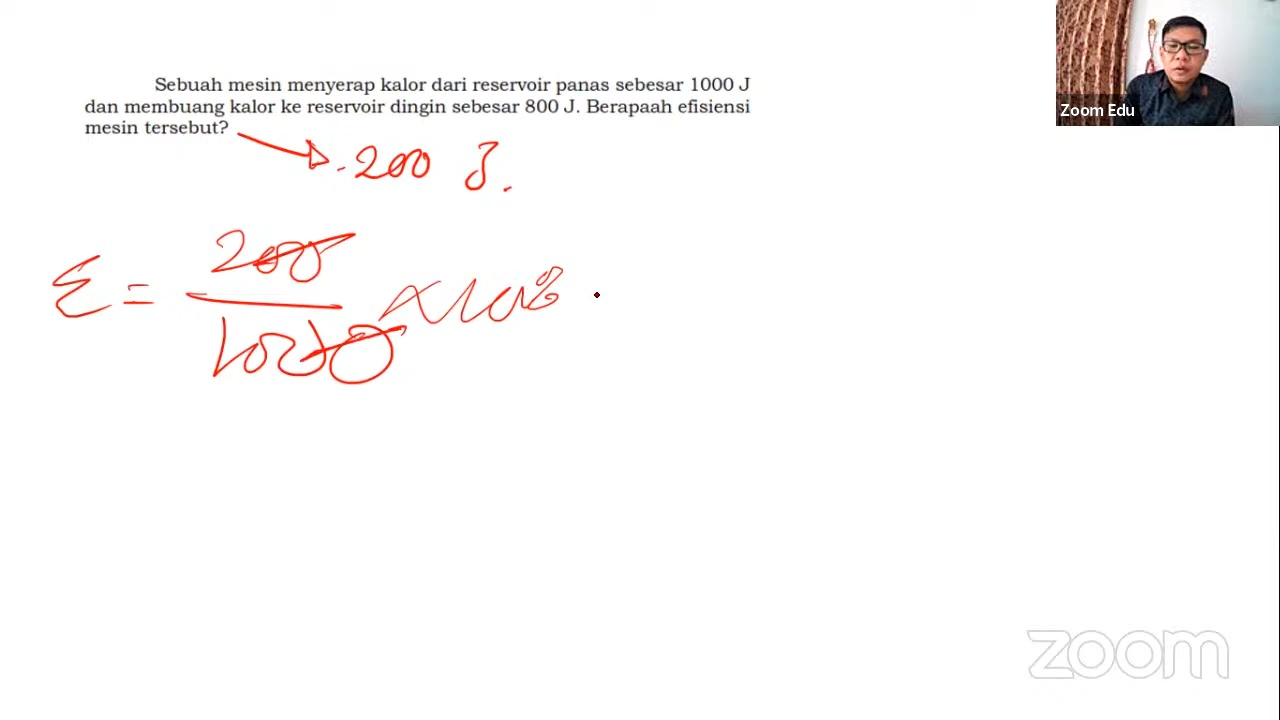 Sebuah mesin menyerap kalor dari reservoir panas sebesar 1000 J
dan membuang kalor ke reservoir dingin sebesar 800 J. Berapaah efisiensi
mesin tersebut?
200 J.
Σ = 200 / 1000 × 100%
Zoom Edu
zoom